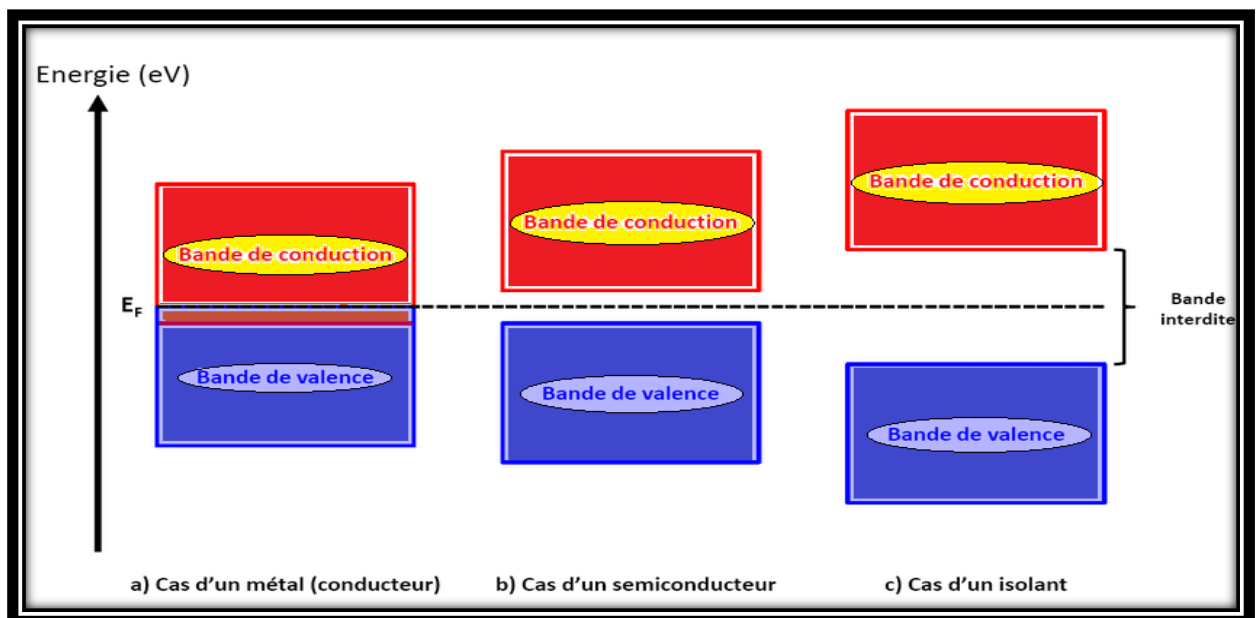 Energie (eV)
Bande de conduction
Bande de conduction
Bande de conduction
E_F
Bande
interdite
Bande de valence
Bande de valence
Bande de valence
a) Cas d’un métal (conducteur)
b) Cas d’un semiconducteur
c) Cas d’un isolant